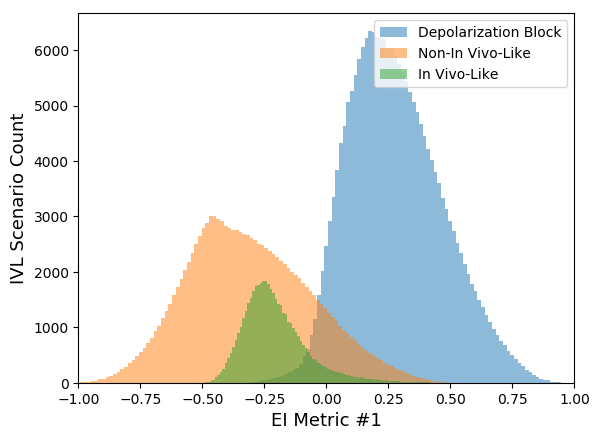 Depolarization Block
Non-In Vivo-Like
In Vivo-Like
6000
5000
4000
3000
2000
1000
0
IVL Scenario Count
−1.00 −0.75 −0.50 −0.25 0.00 0.25 0.50 0.75 1.00
EI Metric #1